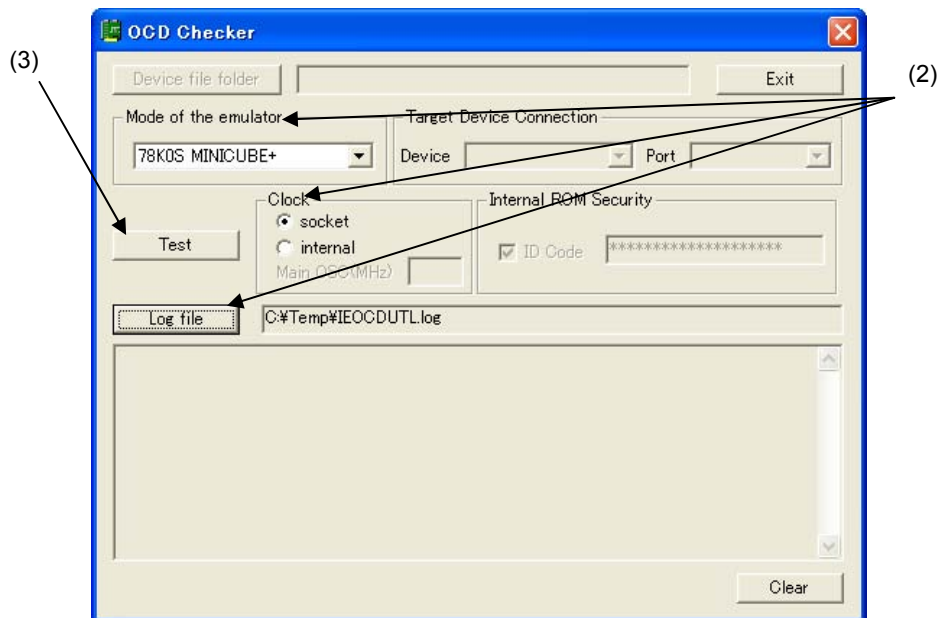 OCD Checker
(3)
Device file folder
Exit
(2)
Mode of the emulator
Target Device Connection
78K0S MINICUBE+
Device
Port
Clock
Internal ROM Security
socket
Test
internal
ID Code
********************
Main OSC(MHz)
Log file
C:¥Temp¥IEOCDUTL.log
Clear